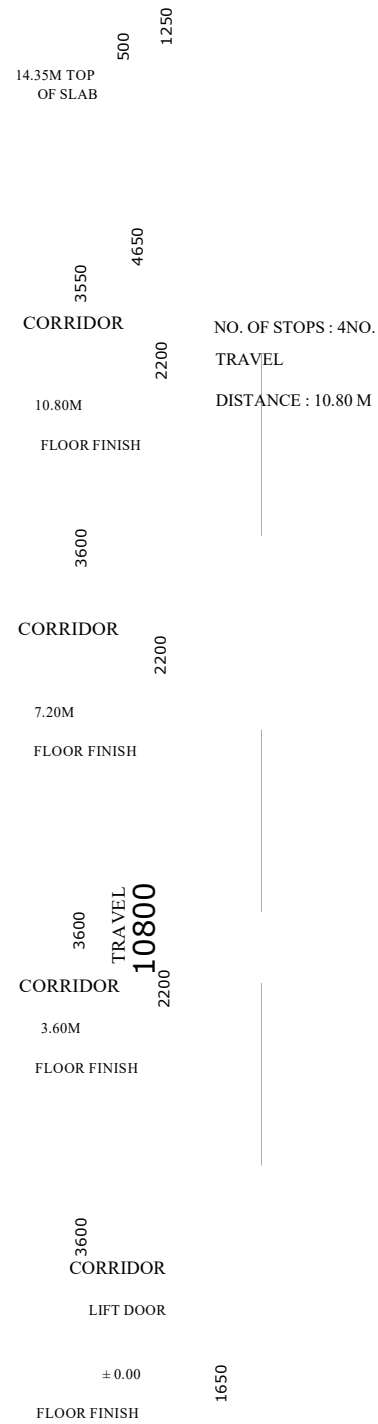 1250
500
14.35M TOP
OF SLAB
4650
3550
CORRIDOR
NO. OF STOPS : 4NO.
TRAVEL
2200
DISTANCE : 10.80 M
10.80M
FLOOR FINISH
3600
CORRIDOR
2200
7.20M
FLOOR FINISH
3600
TRAVEL
10800
CORRIDOR
2200
3.60M
FLOOR FINISH
3600
CORRIDOR
LIFT DOOR
± 0.00
1650
FLOOR FINISH